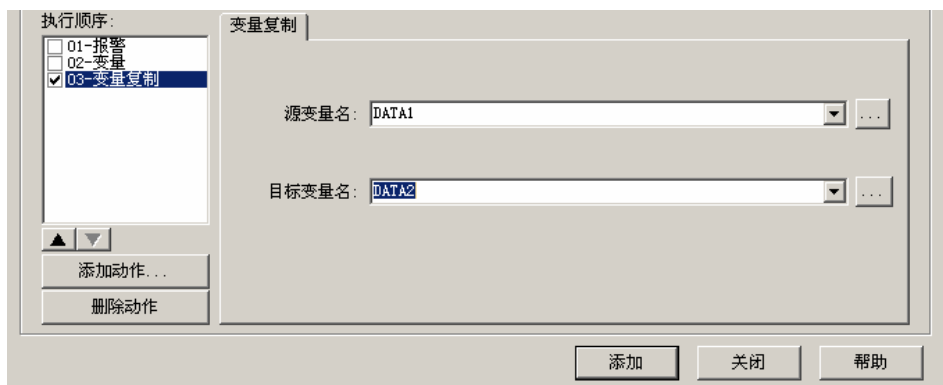 执行顺序:
变量复制
01-报警
02-变量
03-变量复制
源变量名: DATA1 ...
目标变量名: DATA2 ...
添加动作...
删除动作
添加 关闭 帮助